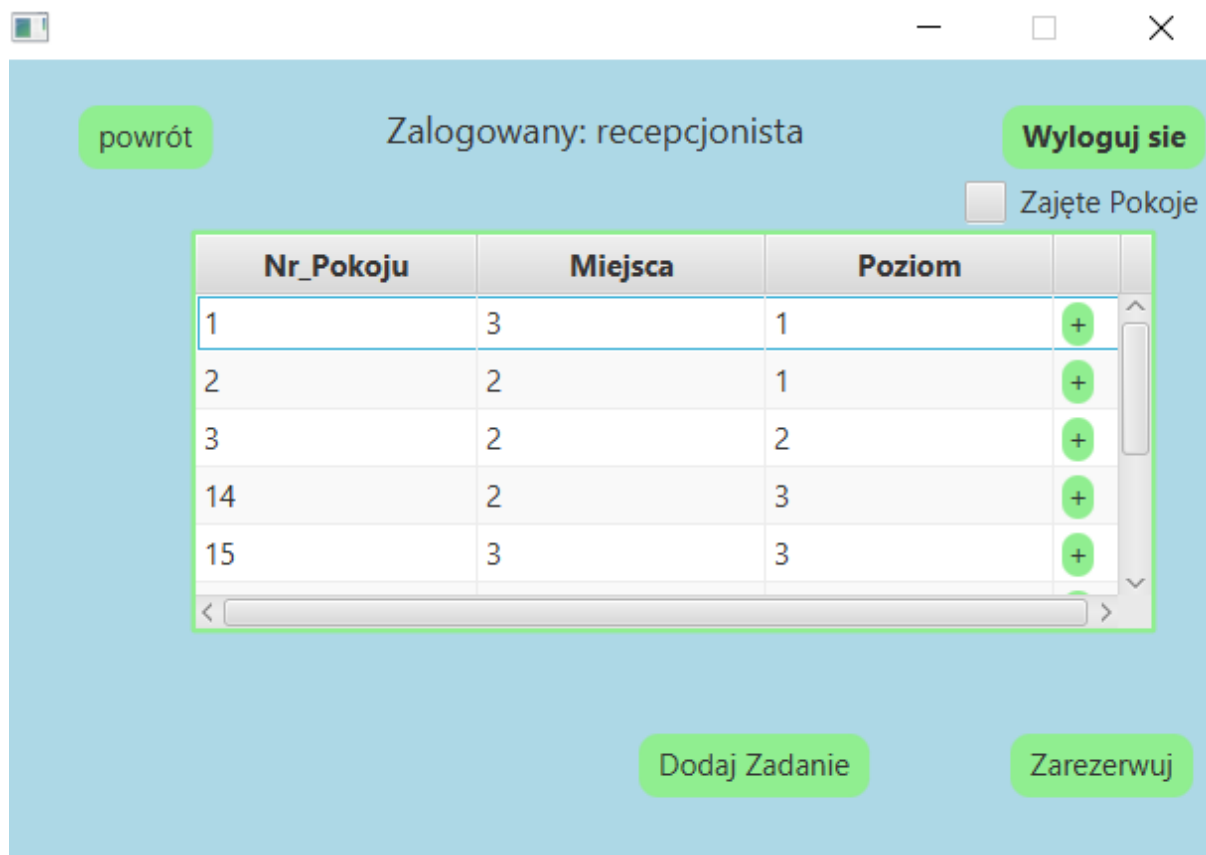 powrót Zalogowany: recepcjonista Wyloguj sie
Zajęte Pokoje
Nr_Pokoju Miejsca Poziom
1 3 1 +
2 2 1 +
3 2 2 +
14 2 3 +
15 3 3 +
Dodaj Zadanie Zarezerwuj